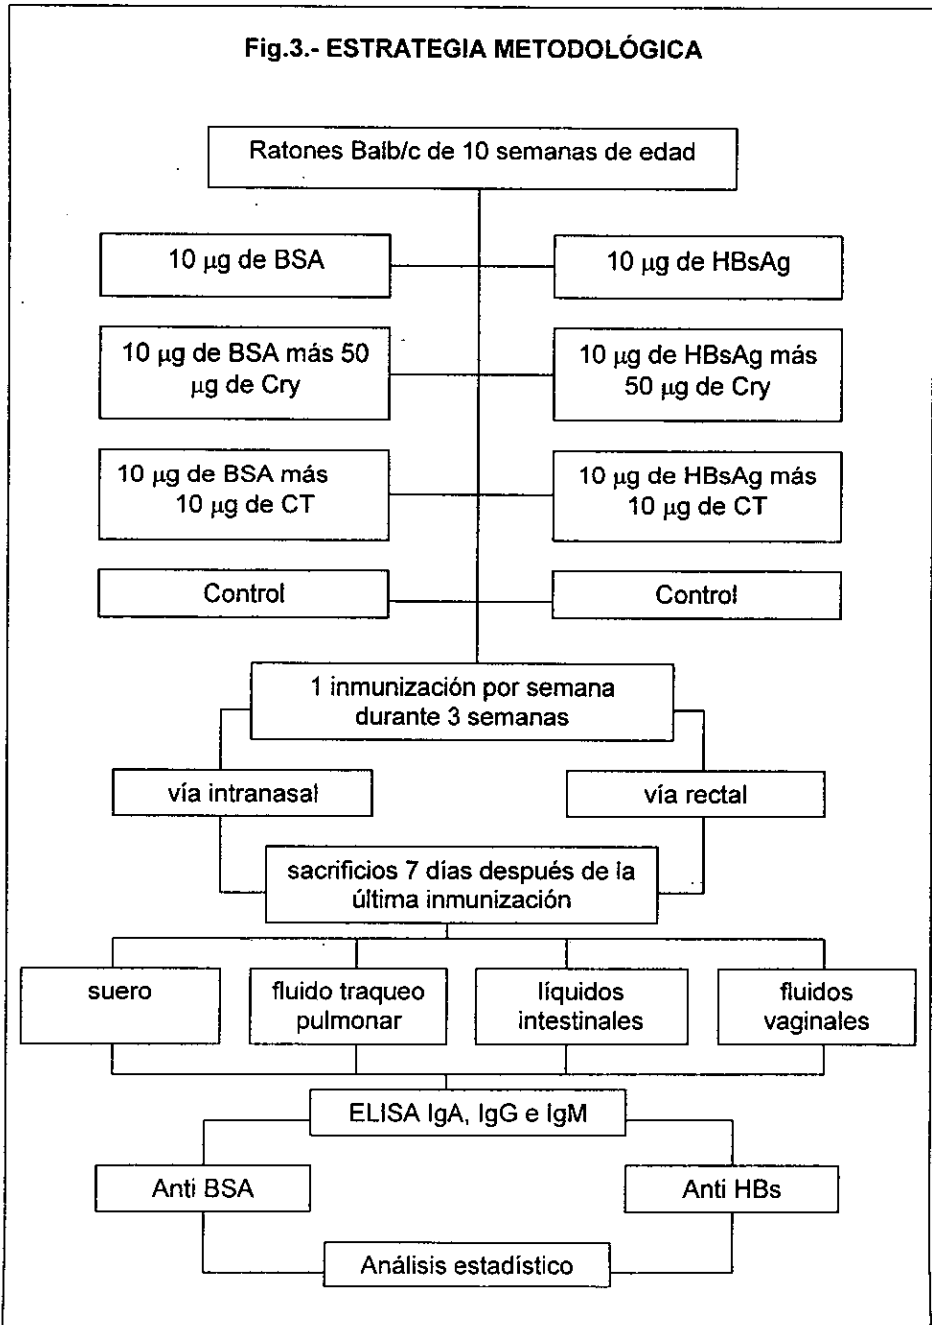 Fig.3.- ESTRATEGIA METODOLÓGICA
Ratones Balb/c de 10 semanas de edad
10 μg de BSA
10 μg de HBsAg
10 μg de BSA más 50
μg de Cry
10 μg de HBsAg más
50 μg de Cry
10 μg de BSA más
10 μg de CT
10 μg de HBsAg más
10 μg de CT
Control
Control
1 inmunización por semana
durante 3 semanas
vía intranasal
vía rectal
sacrificios 7 días después de la
última inmunización
suero
fluido traqueo
pulmonar
líquidos
intestinales
fluidos
vaginales
ELISA IgA, IgG e IgM
Anti BSA
Anti HBs
Análisis estadístico